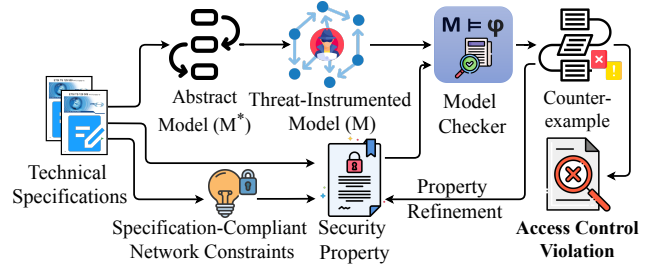 M ⊨ φ
Abstract
Model (M*)
Threat-Instrumented
Model (M)
Model
Checker
Counter-
example
Technical
Specifications
Specification-Compliant
Network Constraints
Security
Property
Property
Refinement
Access Control
Violation